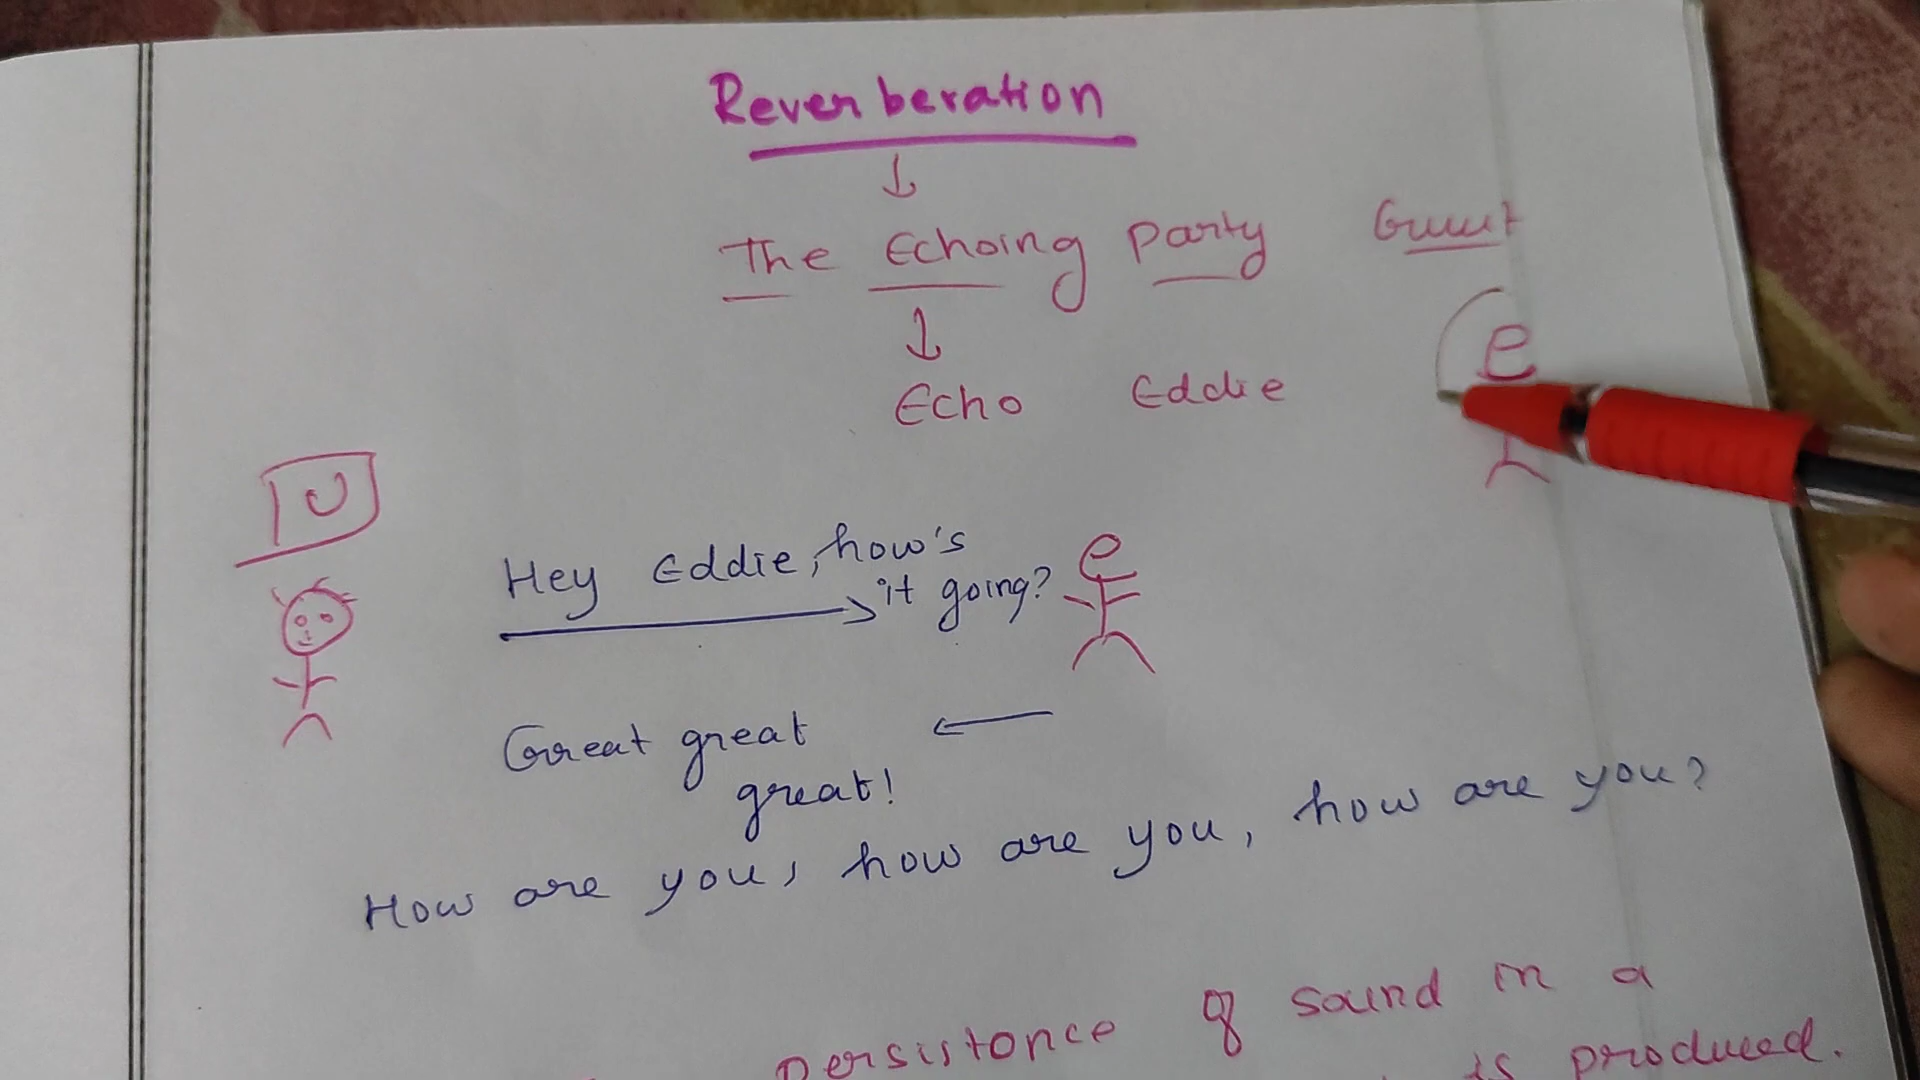 Reverberation
The Echoing Party Guest
Echo Eddie
e
U
Hey Eddie, how's
it going?
e
Great great
great!
How are you, how are you, how are you?
persistence of sound in a
is produced.